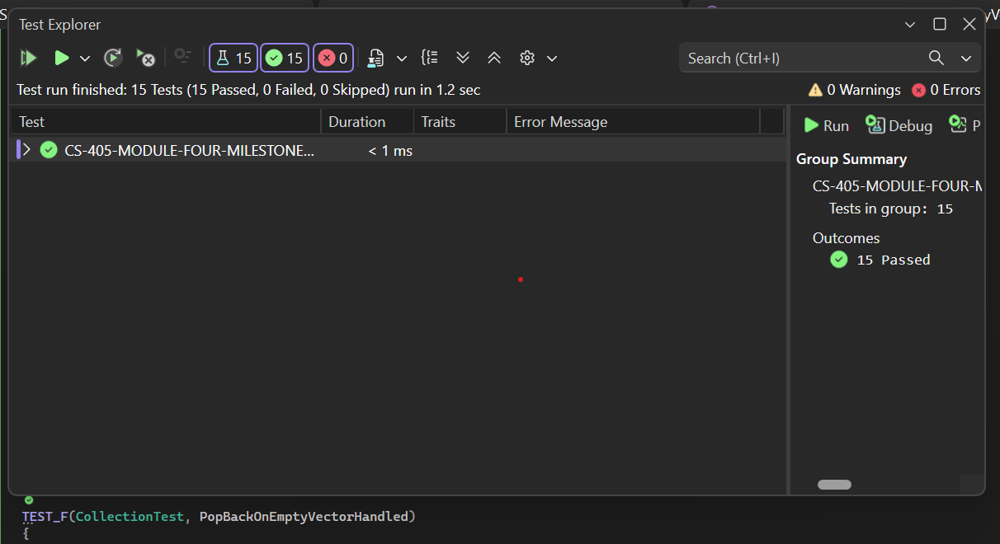 Test Explorer
15 15 0
Search (Ctrl+I)
Test run finished: 15 Tests (15 Passed, 0 Failed, 0 Skipped) run in 1.2 sec
0 Warnings 0 Errors
Test Duration Traits Error Message
CS-405-MODULE-FOUR-MILESTONE... < 1 ms
Run Debug P
Group Summary
CS-405-MODULE-FOUR-M
Tests in group: 15
Outcomes
15 Passed
TEST_F(CollectionTest, PopBackOnEmptyVectorHandled)
{